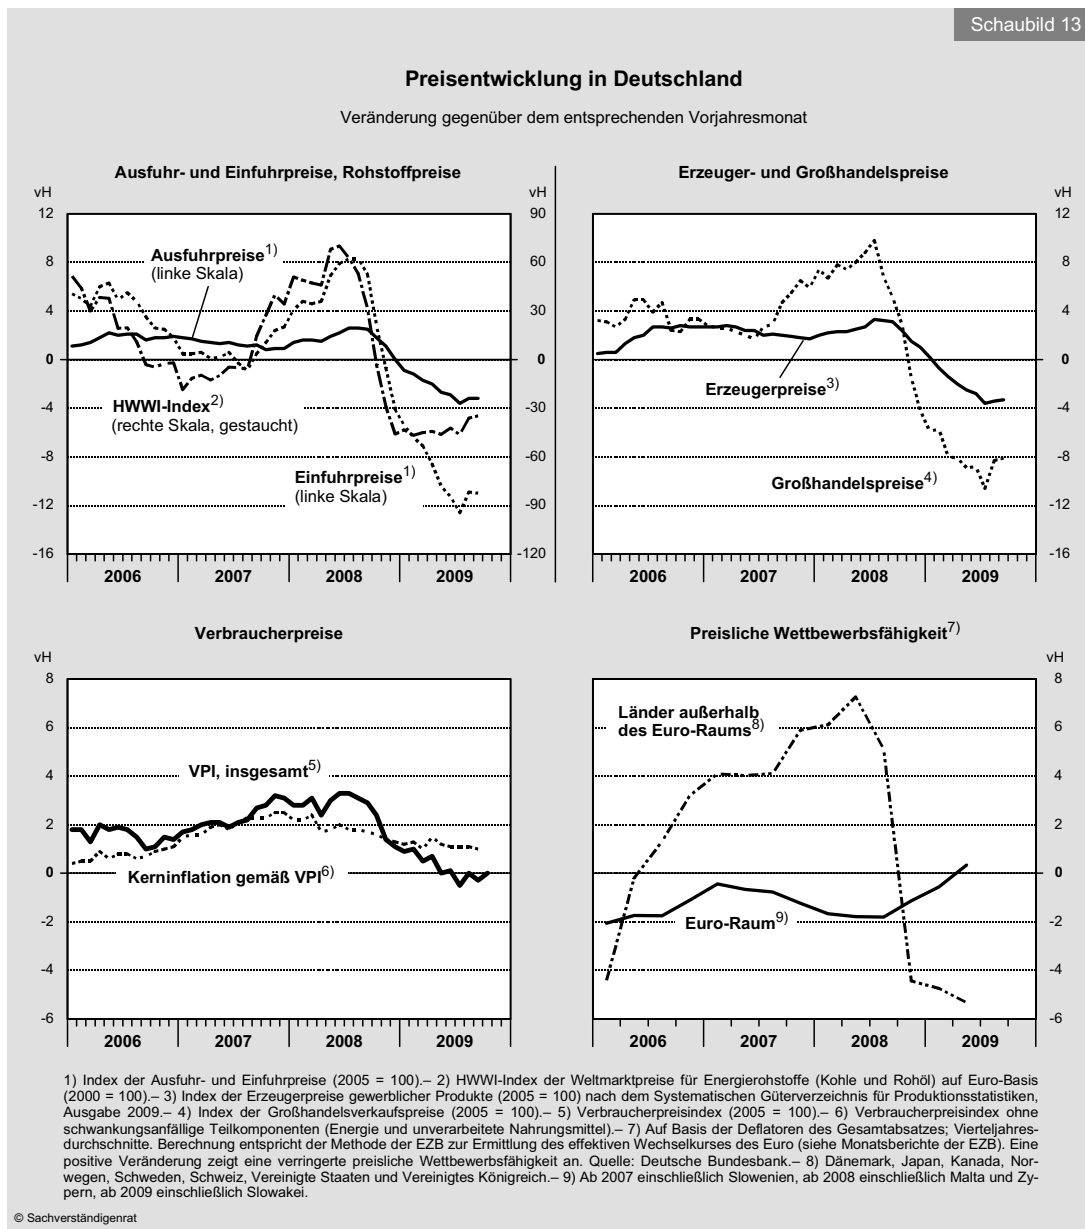 Schaubild 13
Preisentwicklung in Deutschland
Veränderung gegenüber dem entsprechenden Vorjahresmonat
Ausfuhr- und Einfuhrpreise, Rohstoffpreise
vH
vH
12
8
4
0
-4
-8
-12
-16
90
60
30
0
-30
-60
-90
-120
Ausfuhrpreise1)
(linke Skala)
HWWI-Index2)
(rechte Skala, gestaucht)
Einfuhrpreise1)
(linke Skala)
2006
2007
2008
2009
Erzeuger- und Großhandelspreise
vH
12
8
4
0
-4
-8
-12
-16
Erzeugerpreise3)
Großhandelspreise4)
2006
2007
2008
2009
Verbraucherpreise
vH
8
6
4
2
0
-2
-4
-6
VPI, insgesamt5)
Kerninflation gemäß VPI6)
2006
2007
2008
2009
Preisliche Wettbewerbsfähigkeit7)
vH
8
6
4
2
0
-2
-4
-6
Länder außerhalb
des Euro-Raums8)
Euro-Raum9)
2006
2007
2008
2009
1) Index der Ausfuhr- und Einfuhrpreise (2005 = 100).– 2) HWWI-Index der Weltmarktpreise für Energierohstoffe (Kohle und Rohöl) auf Euro-Basis
(2000 = 100).– 3) Index der Erzeugerpreise gewerblicher Produkte (2005 = 100) nach dem Systematischen Güterverzeichnis für Produktionsstatistiken,
Ausgabe 2009.– 4) Index der Großhandelsverkaufspreise (2005 = 100).– 5) Verbraucherpreisindex (2005 = 100).– 6) Verbraucherpreisindex ohne
schwankungsanfällige Teilkomponenten (Energie und unverarbeitete Nahrungsmittel).– 7) Auf Basis der Deflatoren des Gesamtabsatzes; Vierteljahres-
durchschnitte. Berechnung entspricht der Methode der EZB zur Ermittlung des effektiven Wechselkurses des Euro (siehe Monatsberichte der EZB). Eine
positive Veränderung zeigt eine verringerte preisliche Wettbewerbsfähigkeit an. Quelle: Deutsche Bundesbank.– 8) Dänemark, Japan, Kanada, Nor-
wegen, Schweden, Schweiz, Vereinigte Staaten und Vereinigtes Königreich.– 9) Ab 2007 einschließlich Slowenien, ab 2008 einschließlich Malta und Zy-
pern, ab 2009 einschließlich Slowakei.
© Sachverständigenrat